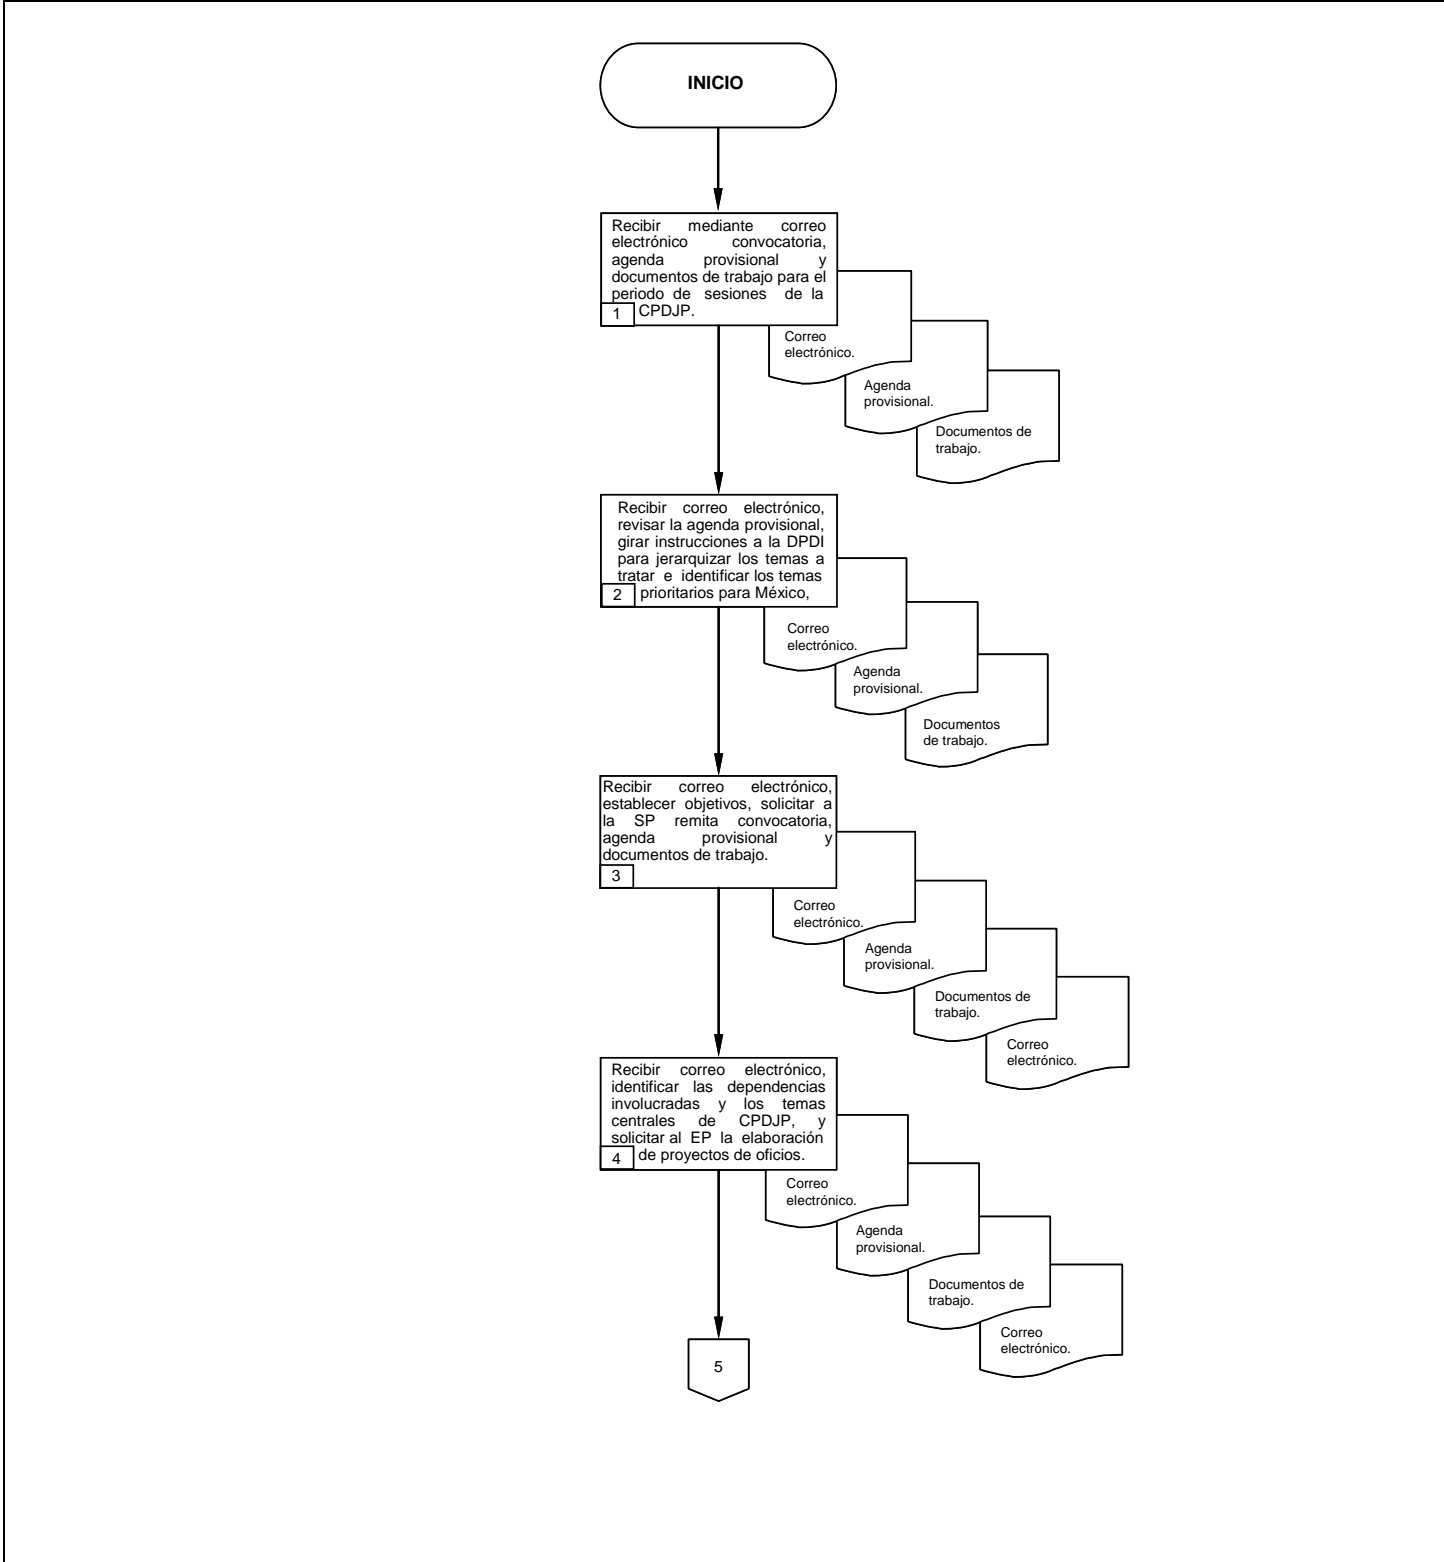 INICIO
Recibir mediante correo
electrónico convocatoria,
agenda provisional y
documentos de trabajo para el
periodo de sesiones de la
1 CPDJP.
Correo
electrónico.
Agenda
provisional.
Documentos de
trabajo.
Recibir correo electrónico,
revisar la agenda provisional,
girar instrucciones a la DPDI
para jerarquizar los temas a
tratar e identificar los temas
2 prioritarios para México,
Correo
electrónico.
Agenda
provisional.
Documentos
de trabajo.
Recibir correo electrónico,
establecer objetivos, solicitar a
la SP remita convocatoria,
agenda provisional y
documentos de trabajo.
3
Correo
electrónico.
Agenda
provisional.
Documentos de
trabajo.
Correo
electrónico.
Recibir correo electrónico,
identificar las dependencias
involucradas y los temas
centrales de CPDJP, y
solicitar al EP la elaboración
4 de proyectos de oficios.
Correo
electrónico.
Agenda
provisional.
Documentos de
trabajo.
Correo
electrónico.
5